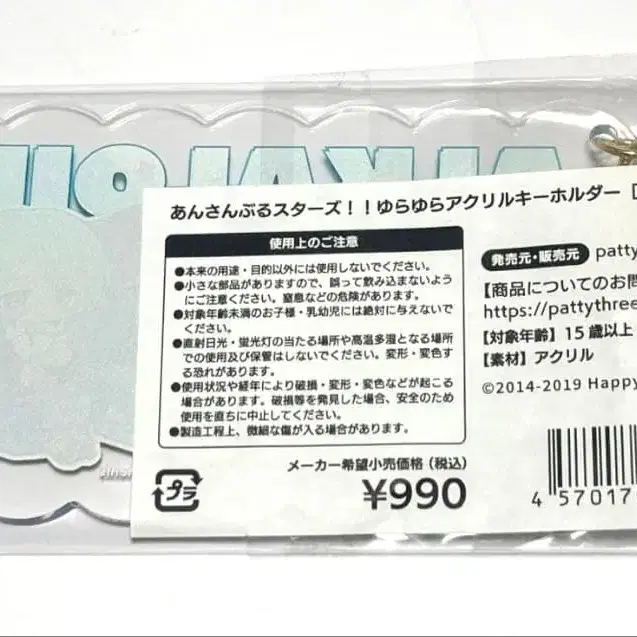 あんさんぶるスターズ！！ゆらゆらアクリルキーホルダー
使用上のご注意
●本来の用途・目的以外には使用しないでください。
●小さな部品がありますので、誤って飲み込まないよう
にご注意ください。窒息などの危険があります。
●対象年齢未満のお子様・乳幼児には絶対に与えないで
ください。
●直射日光・蛍光灯の当たる場所や高温多湿となる場所
での使用及び保管はしないでください。変形・変色す
る恐れがあります。
●使用状況や経年により破損・変形・変色などが起こる
場合があります。破損等を発見した場合、安全のため
使用を直ちに中止してください。
●製造工程上、微細な傷が入る場合があります。
プラ
メーカー希望小売価格（税込）
¥990
発売元・販売元 patty
【商品についてのお問
https://pattythree
【対象年齢】15歳以上
【素材】アクリル
©2014-2019 Happy
4 57017